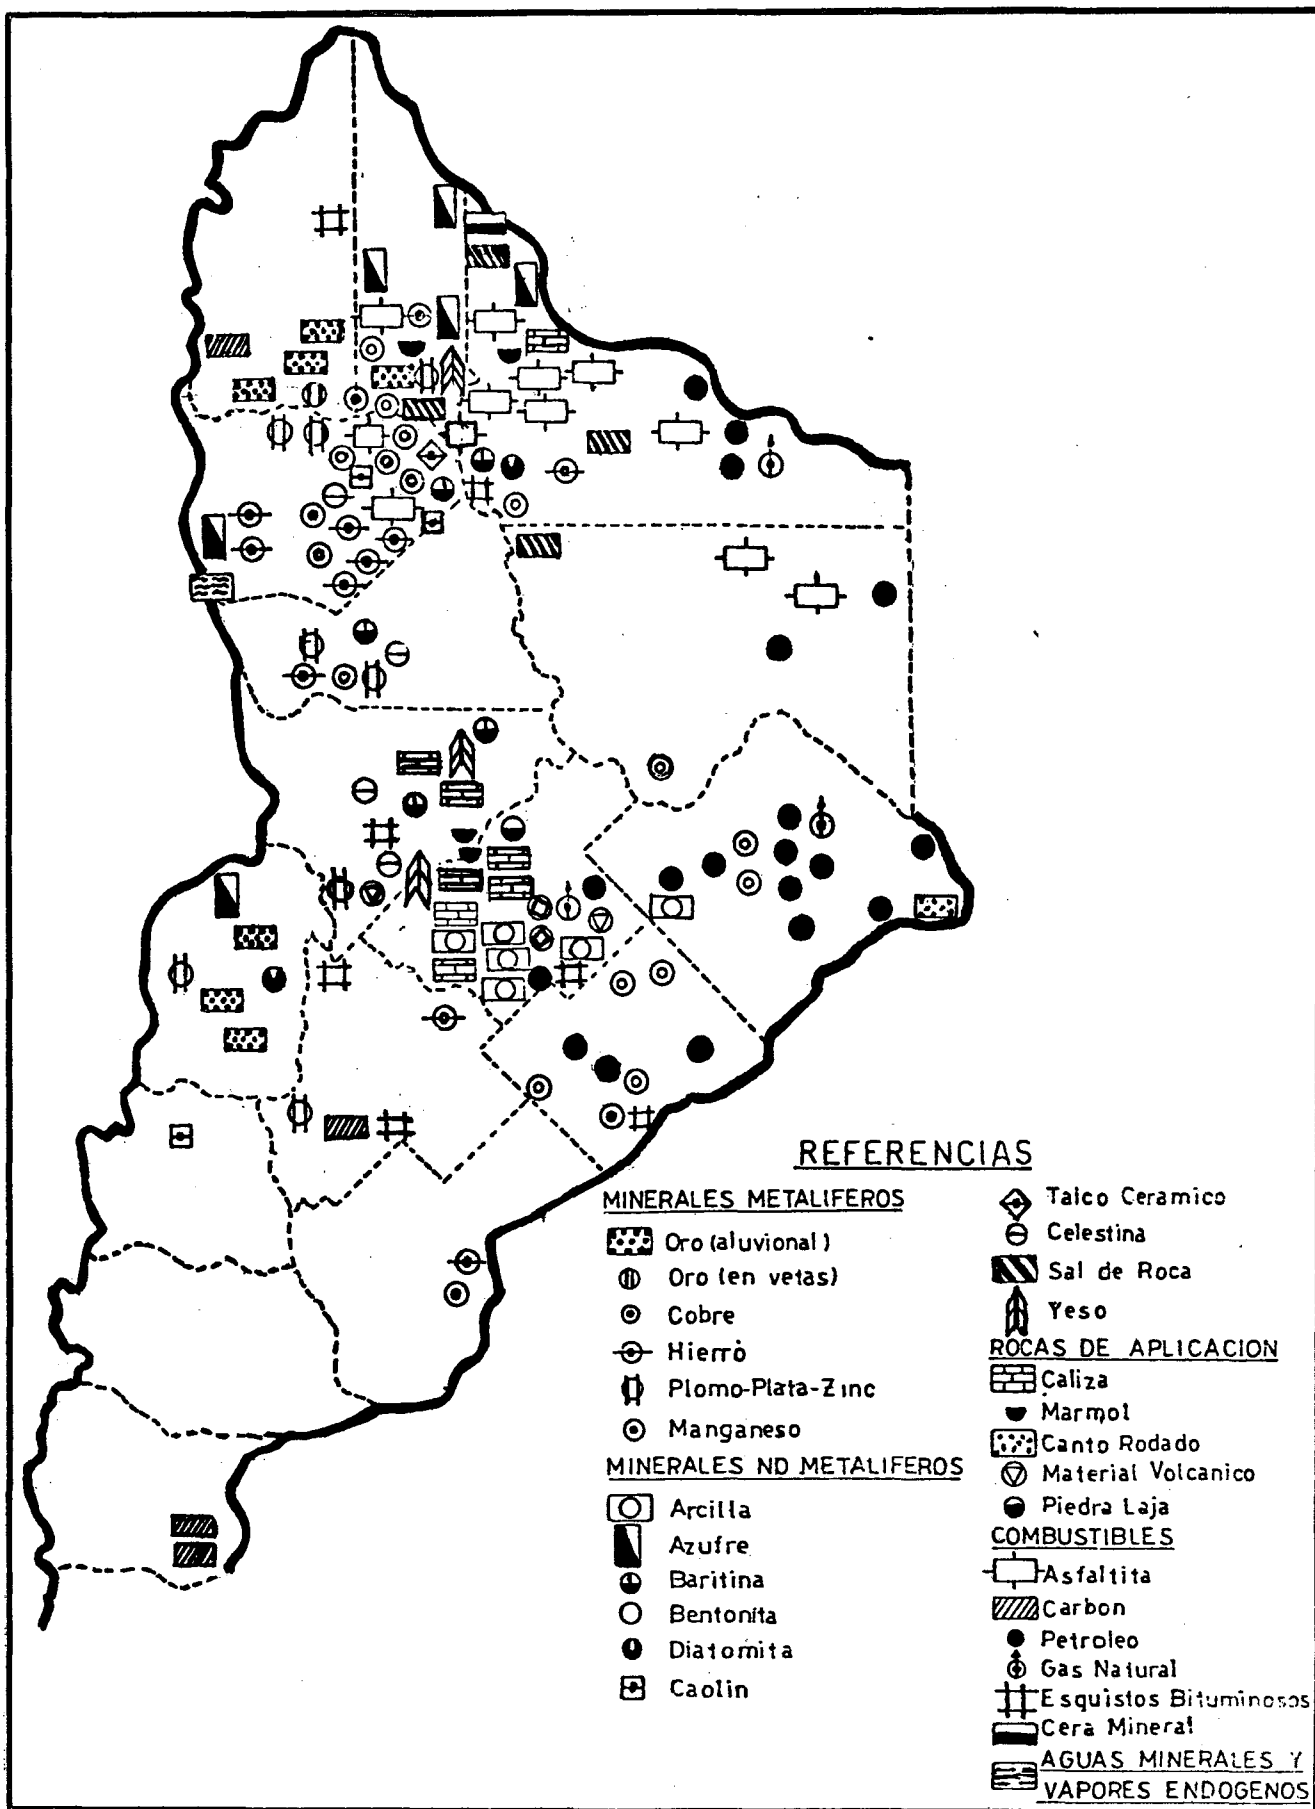 REFERENCIAS
MINERALES METALIFEROS
Oro (aluvional)
Oro (en vetas)
Cobre
Hierrò
Plomo-Plata-Zinc
Manganeso
MINERALES NO METALIFEROS
Arcilla
Azufre
Baritina
Bentonita
Diatomita
Caolin
Talco Ceramico
Celestina
Sal de Roca
Yeso
ROCAS DE APLICACION
Caliza
Marmol
Canto Rodado
Material Volcanico
Piedra Laja
COMBUSTIBLES
Asfaltita
Carbon
Petroleo
Gas Natural
Esquistos Bituminosos
Cera Mineral
AGUAS MINERALES Y
VAPORES ENDOGENOS